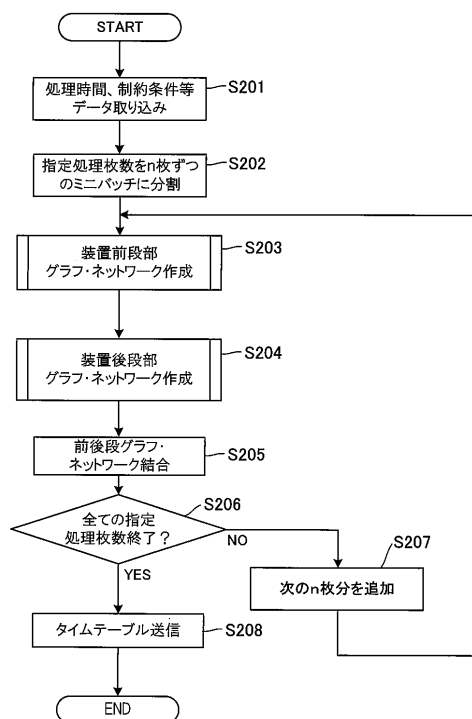 START
処理時間、制約条件等
データ取り込み
S201
指定処理枚数をn枚ずつ
のミニバッチに分割
S202
装置前段部
グラフ・ネットワーク作成
S203
装置後段部
グラフ・ネットワーク作成
S204
前後段グラフ・
ネットワーク結合
S205
全ての指定
処理枚数終了？
S206
NO
YES
次のn枚分を追加
S207
タイムテーブル送信
S208
END